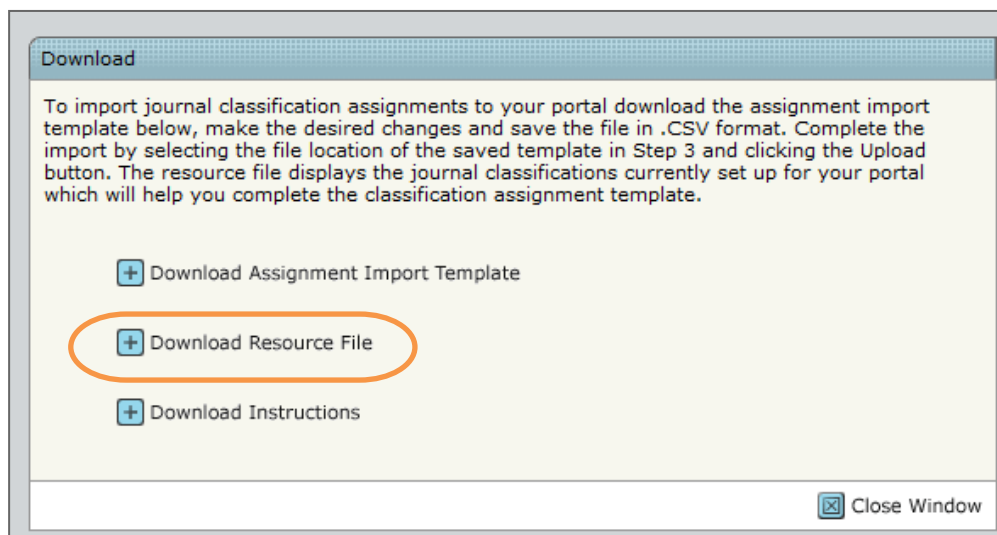 Download
To import journal classification assignments to your portal download the assignment import
template below, make the desired changes and save the file in .CSV format. Complete the
import by selecting the file location of the saved template in Step 3 and clicking the Upload
button. The resource file displays the journal classifications currently set up for your portal
which will help you complete the classification assignment template.
Download Assignment Import Template
Download Resource File
Download Instructions
Close Window